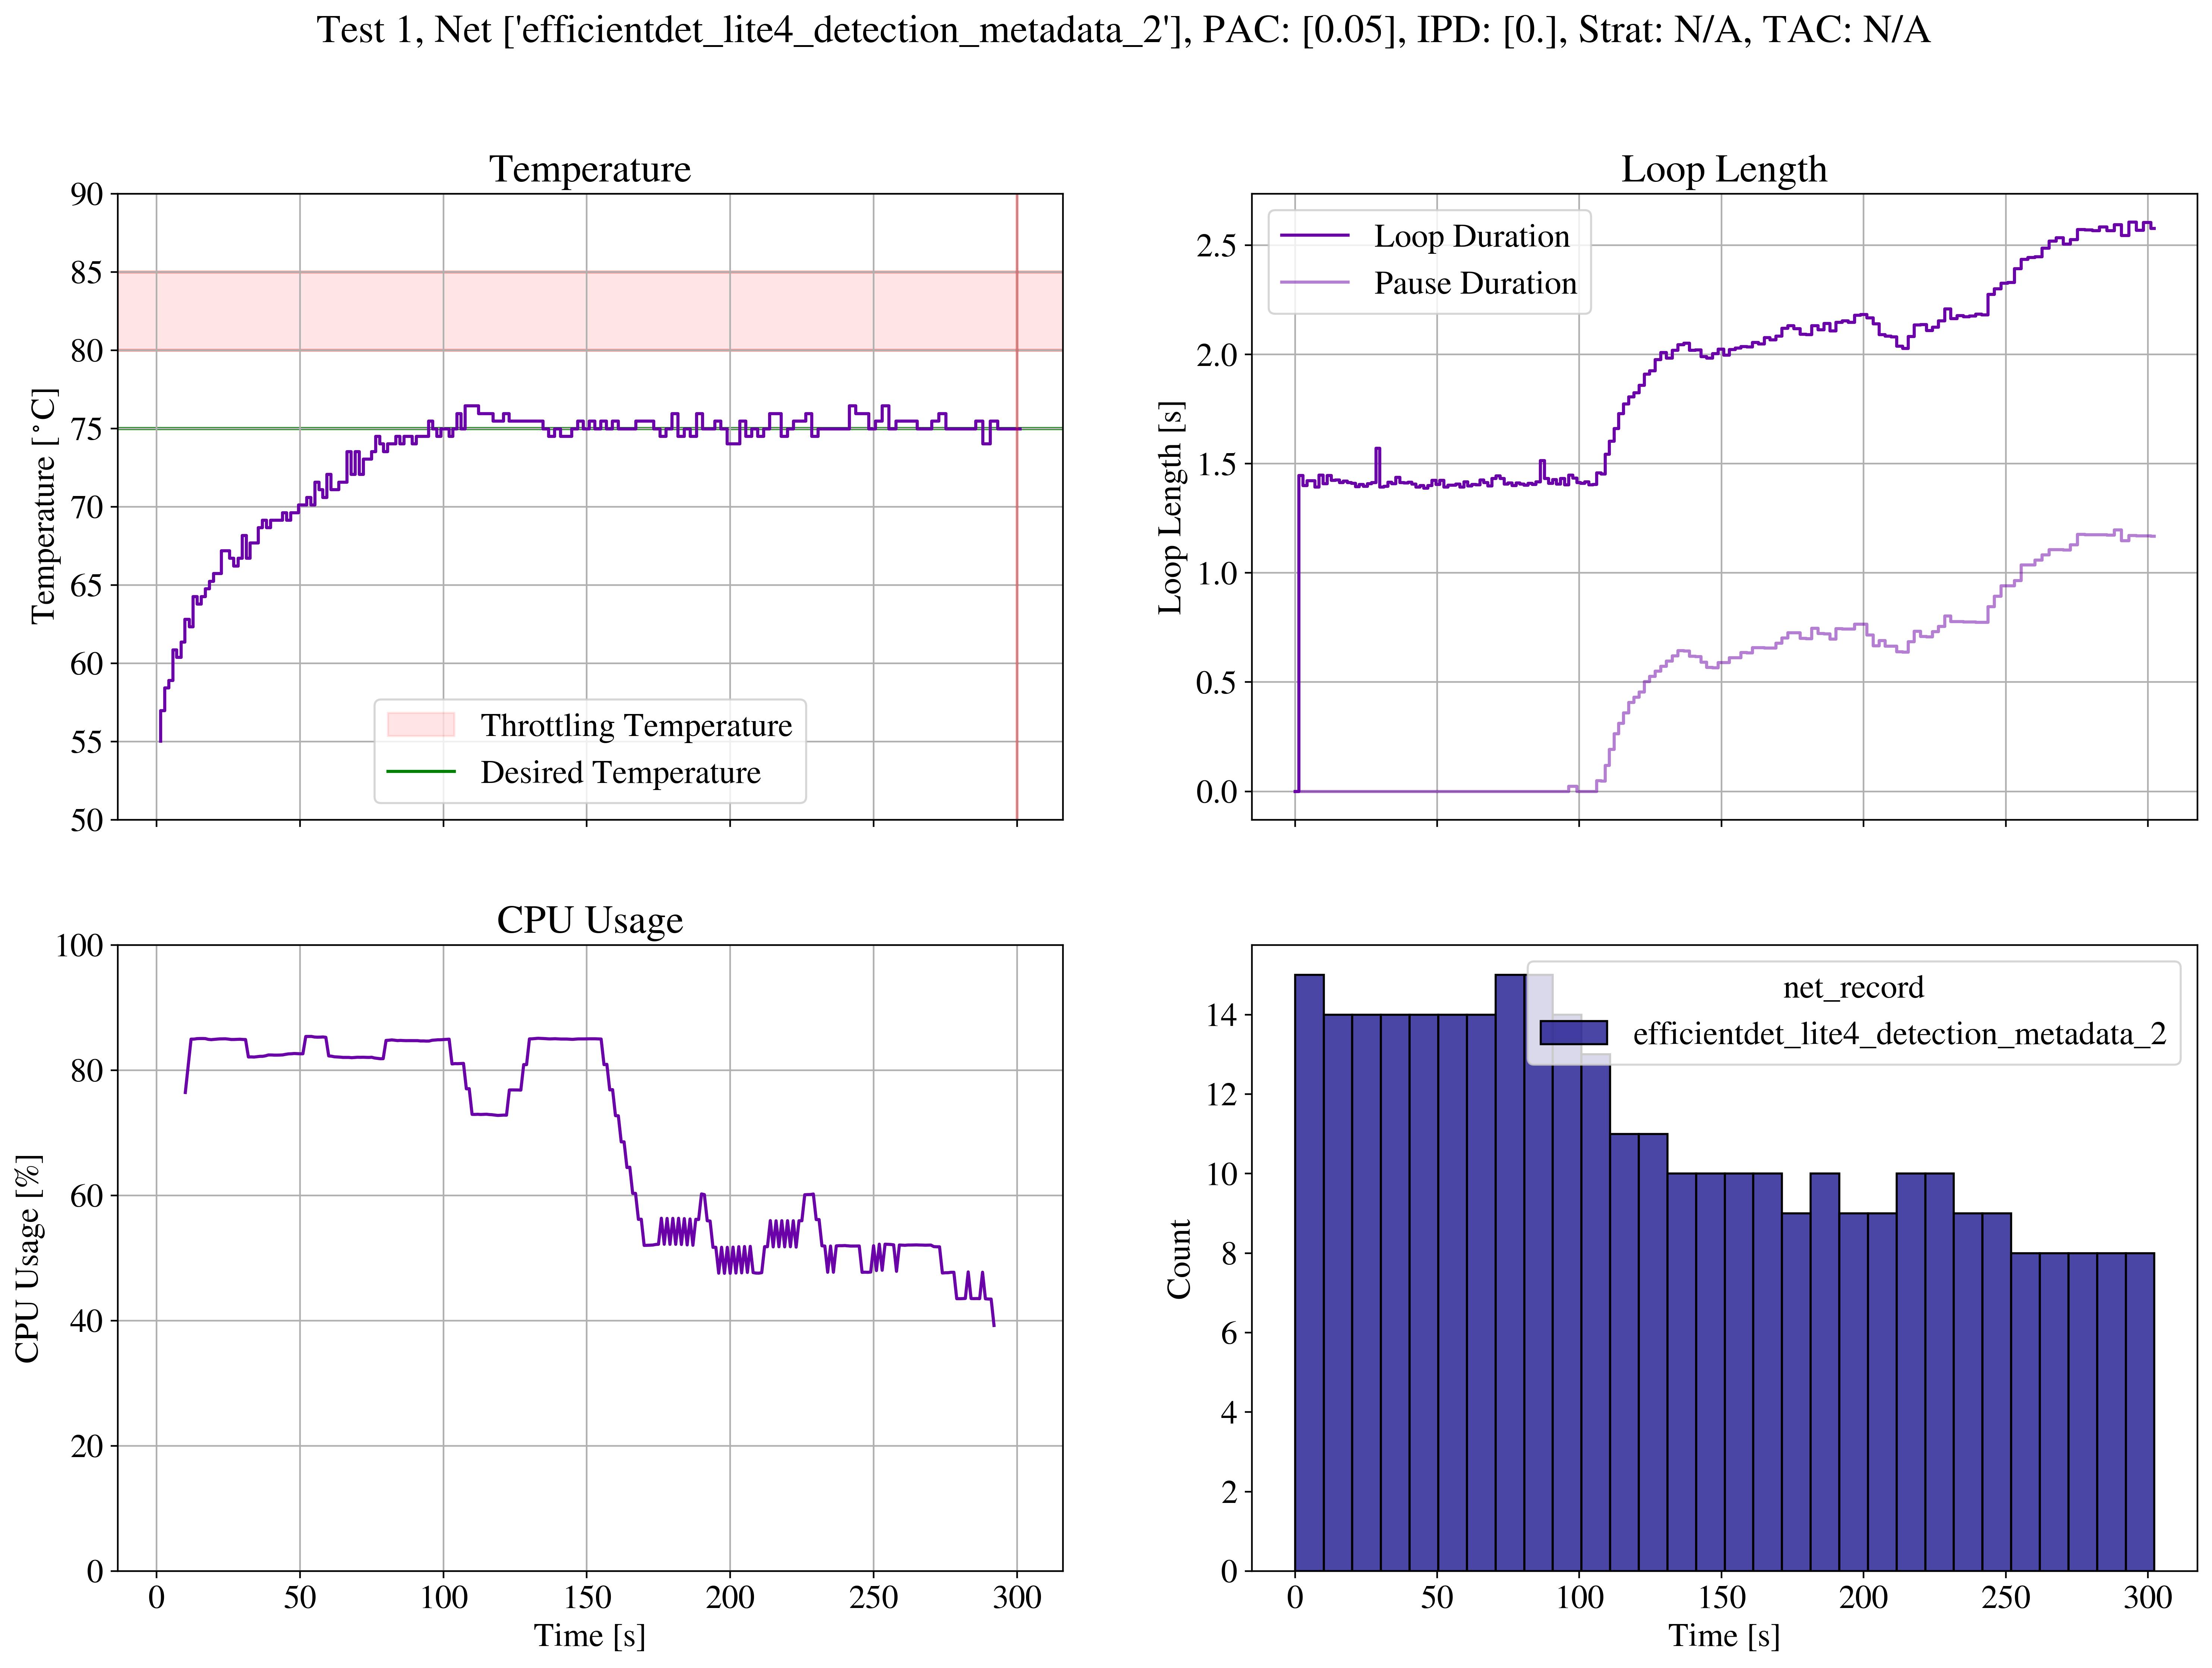 Test 1, Net ['efficientdet_lite4_detection_metadata_2'], PAC: [0.05], IPD: [0.], Strat: N/A, TAC: N/A
Temperature
90
85
80
75
70
65
60
55
50
Temperature [°C]
Throttling Temperature
Desired Temperature
Loop Length
2.5
2.0
1.5
1.0
0.5
0.0
Loop Length [s]
Loop Duration
Pause Duration
CPU Usage
100
80
60
40
20
0
CPU Usage [%]
0 50 100 150 200 250 300
Time [s]
14
12
10
8
6
4
2
0
Count
net_record
efficientdet_lite4_detection_metadata_2
0 50 100 150 200 250 300
Time [s]